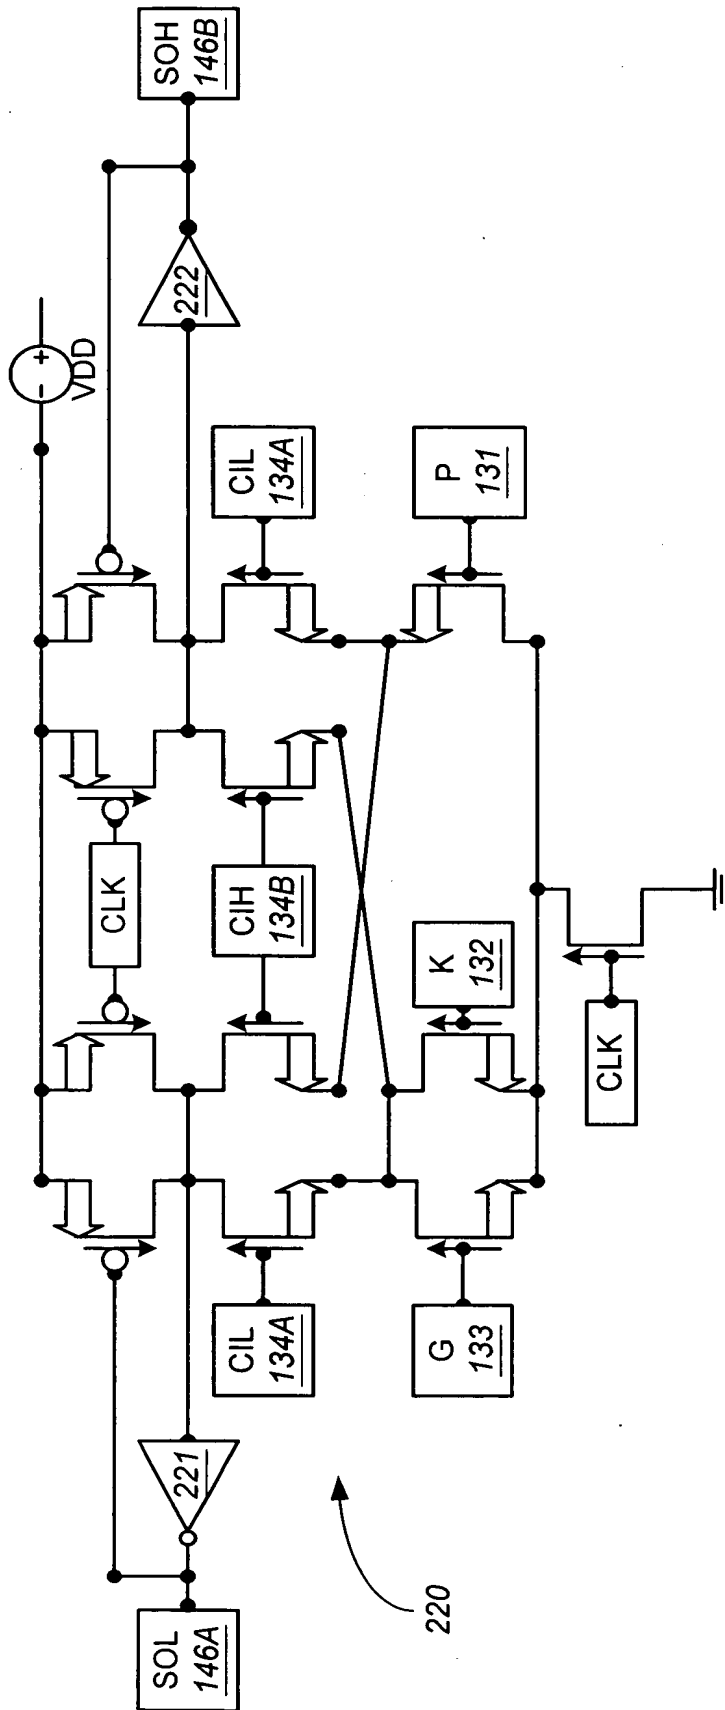 SOH
146B
VDD
+
-
222
CIL
134A
P
131
CLK
CIH
134B
K
132
CLK
CIL
134A
G
133
221
SOL
146A
220